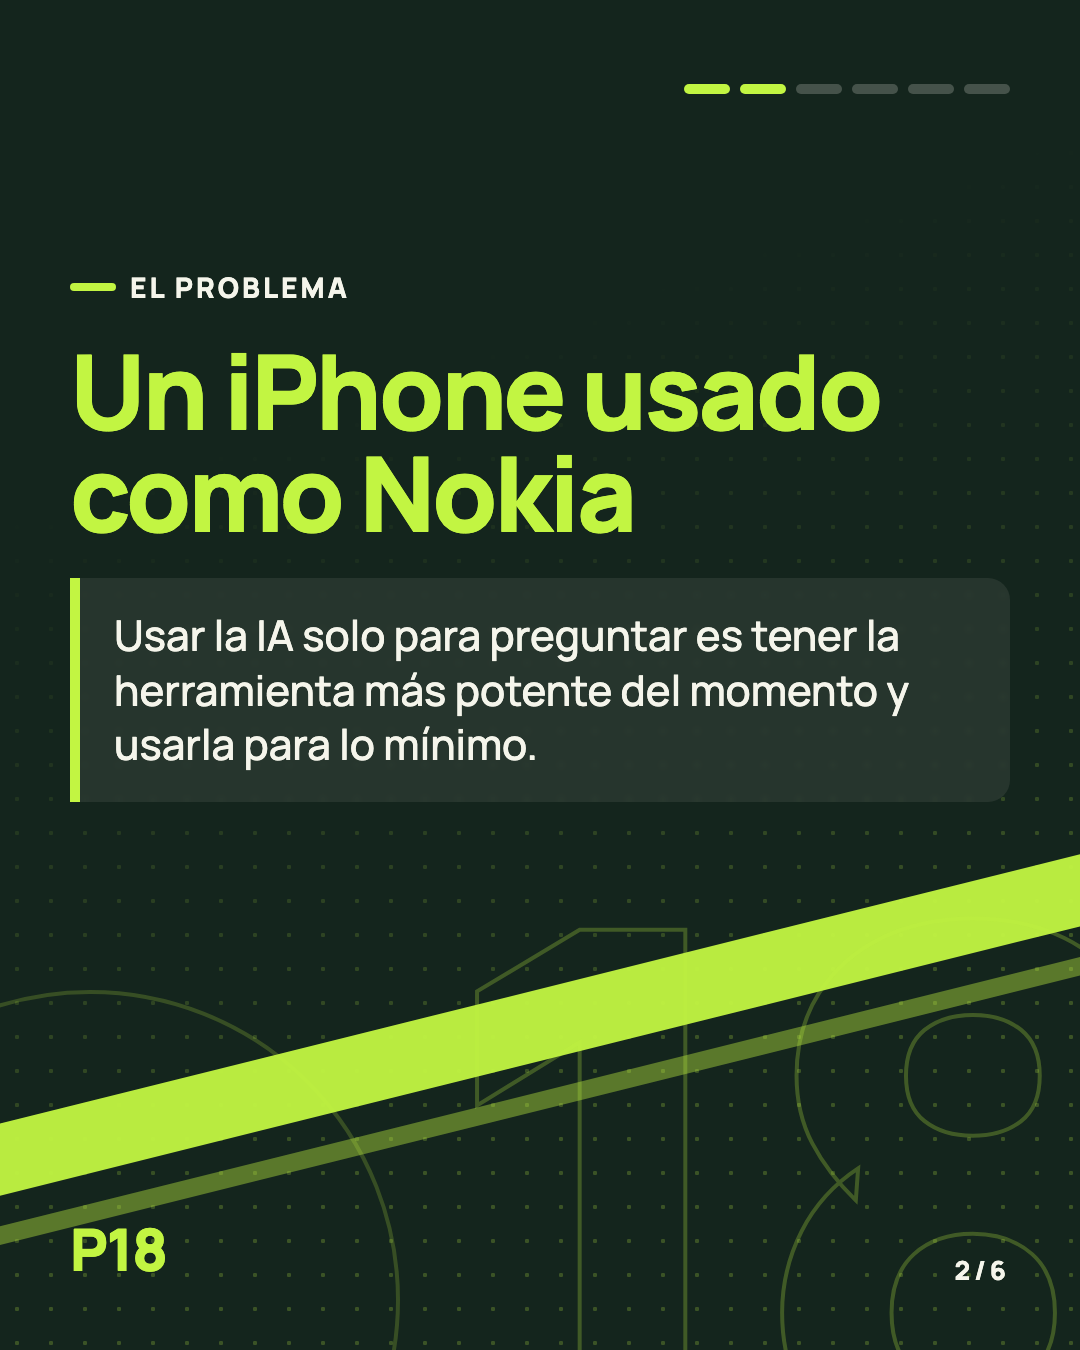 EL PROBLEMA
Un iPhone usado
como Nokia
Usar la IA solo para preguntar es tener la
herramienta más potente del momento y
usarla para lo mínimo.
P18
2 / 6